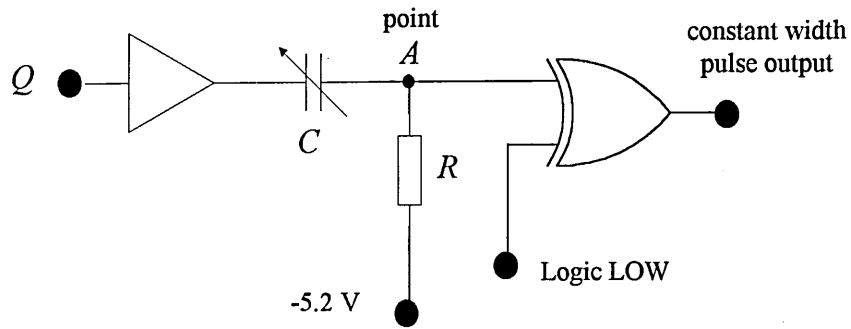 point
A
constant width
pulse output
Q
C
R
Logic LOW
-5.2 V